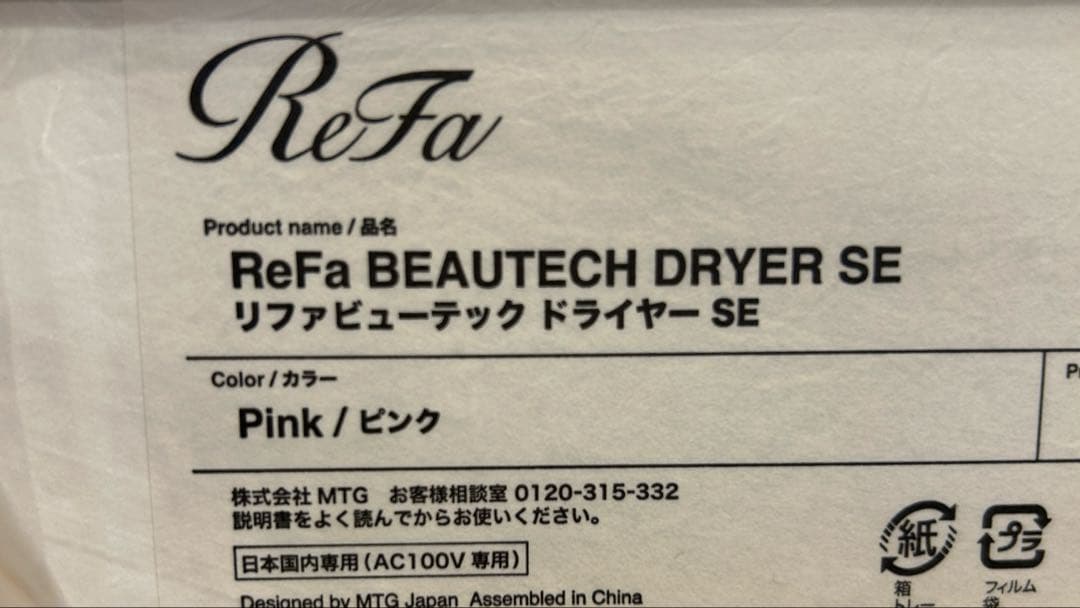 ReFa
Product name / 品名
ReFa BEAUTECH DRYER SE
リファビューテック ドライヤー SE
Color / カラー
Pink / ピンク
株式会社 MTG お客様相談室 0120-315-332
説明書をよく読んでからお使いください。
日本国内専用(AC100V 専用)
Designed by MTG Japan Assembled in China
紙
プラ
箱
トレー
フィルム
袋